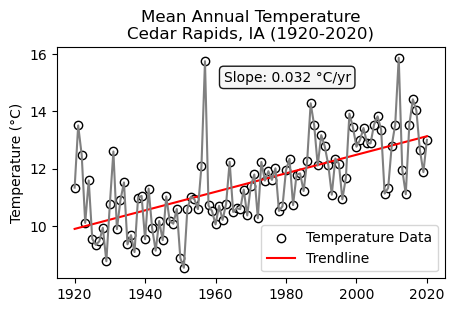 Mean Annual Temperature
Cedar Rapids, IA (1920-2020)
Temperature (°C)
16
14
12
10
Slope: 0.032 °C/yr
Temperature Data
Trendline
1920 1940 1960 1980 2000 2020